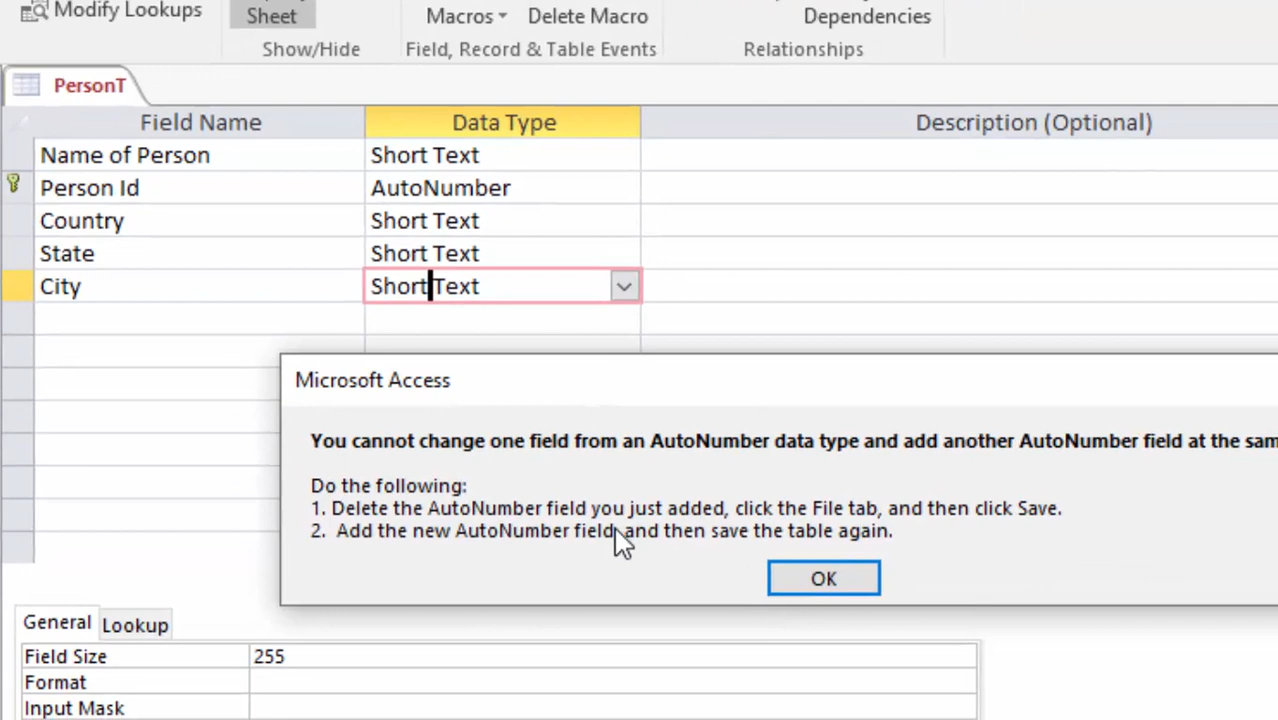 Modify Lookups
Sheet
Macros
Delete Macro
Dependencies
Show/Hide
Field, Record & Table Events
Relationships
PersonT
Field Name Data Type Description (Optional)
Name of Person Short Text
Person Id AutoNumber
Country Short Text
State Short Text
City Short Text
Microsoft Access
You cannot change one field from an AutoNumber data type and add another AutoNumber field at the
Do the following:
1. Delete the AutoNumber field you just added, click the File tab, and then click Save.
2. Add the new AutoNumber field, and then save the table again.
OK
General Lookup
Field Size 255
Format
Input Mask